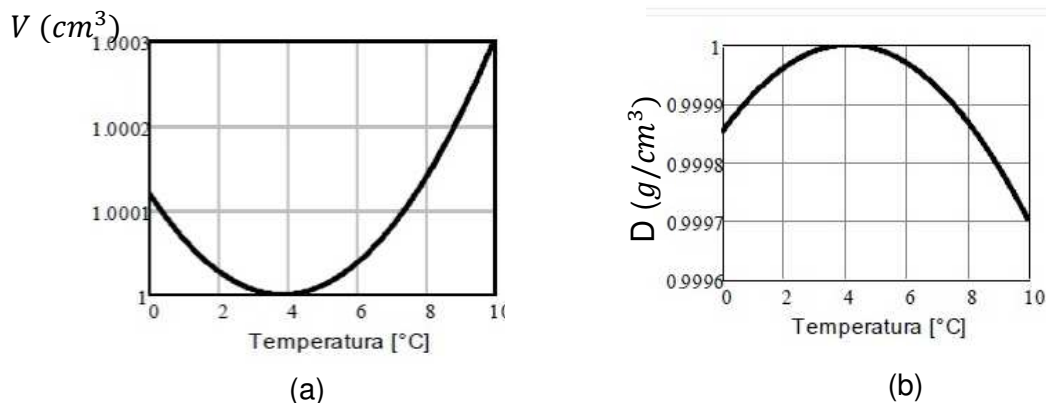 V (cm³)
1.0003
1.0002
1.0001
1
0 2 4 6 8 10
Temperatura [°C]
(a)
D (g/cm³)
1
0.9999
0.9998
0.9997
0.9996
0 2 4 6 8 10
Temperatura [°C]
(b)